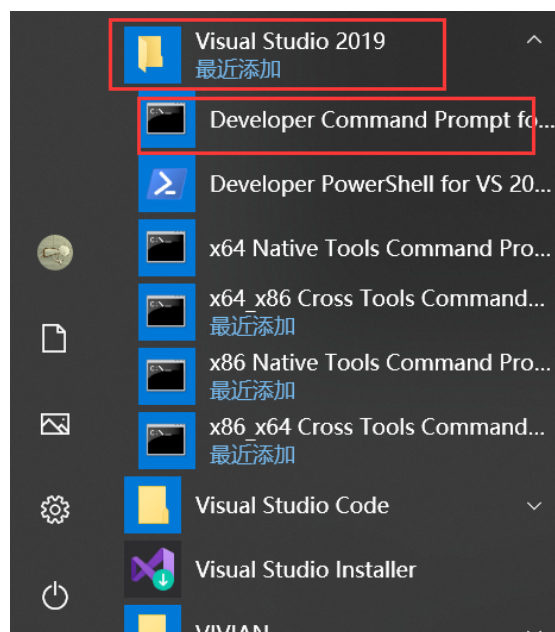 Visual Studio 2019
最近添加
Developer Command Prompt fo...
Developer PowerShell for VS 20...
x64 Native Tools Command Pro...
x64_x86 Cross Tools Command...
最近添加
x86 Native Tools Command Pro...
最近添加
x86_x64 Cross Tools Command...
最近添加
Visual Studio Code
Visual Studio Installer
VIVIAN